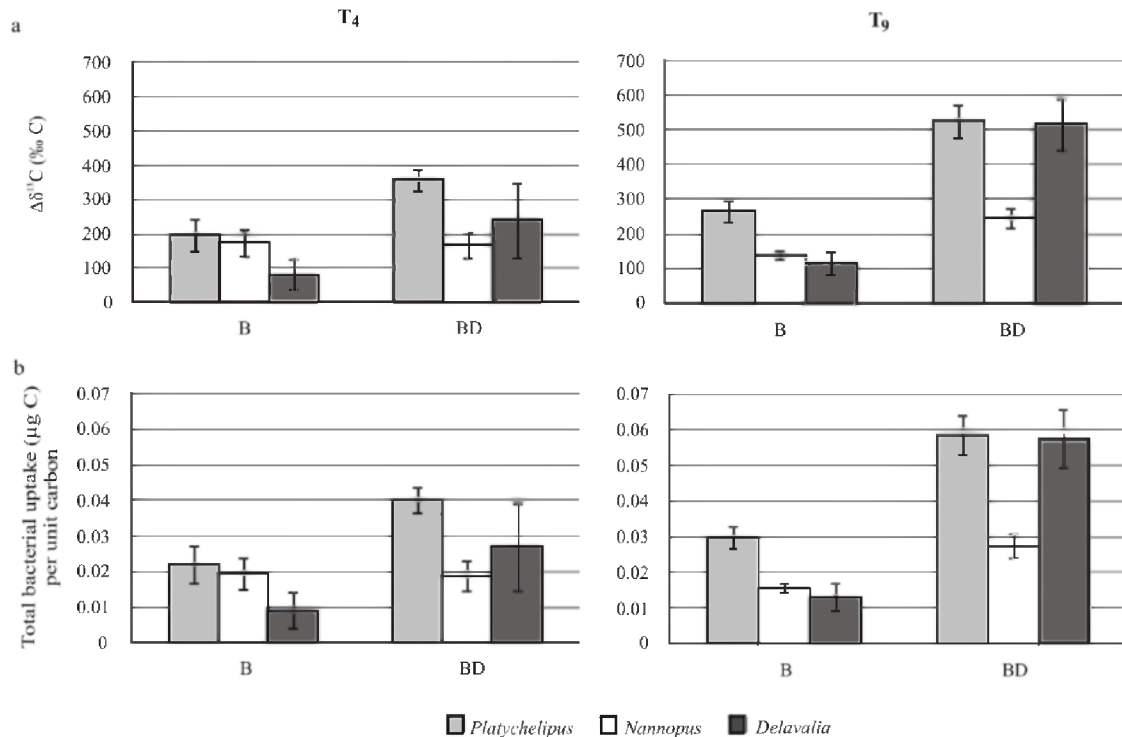 a
T₄
T₉
Δδ¹³C (‰ C)
700
600
500
400
300
200
100
0
B
BD
700
600
500
400
300
200
100
0
B
BD
b
Total bacterial uptake (µg C)
per unit carbon
0.07
0.06
0.05
0.04
0.03
0.02
0.01
0
B
BD
0.07
0.06
0.05
0.04
0.03
0.02
0.01
0
B
BD
Platychelipus Nannopus Delavalia